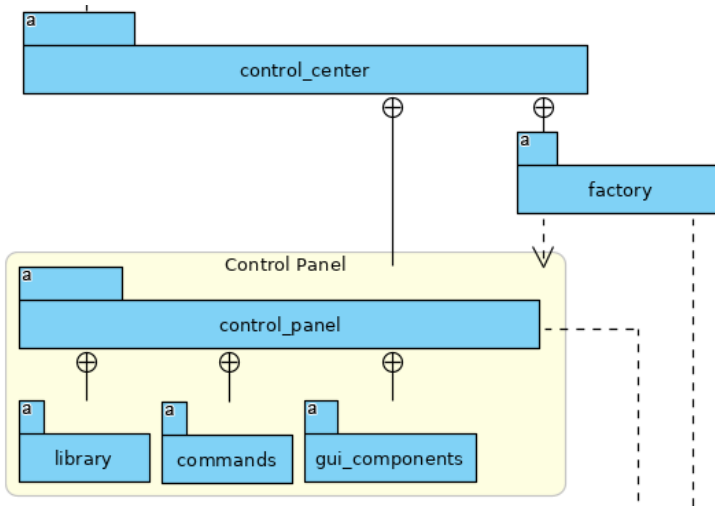 a
control_center
a
factory
Control Panel
a
control_panel
a
a
a
library
commands
gui_components